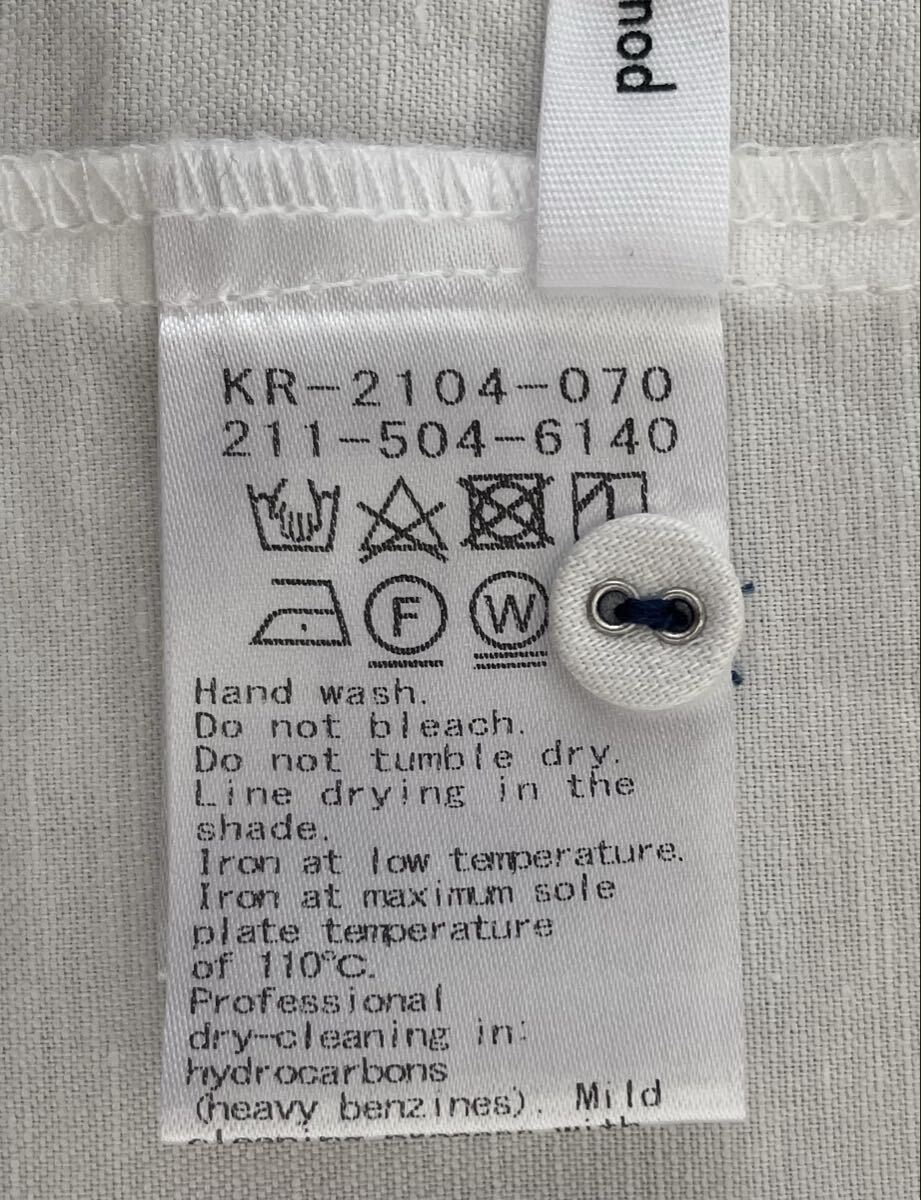 mod
KR-2104-070
211-504-6140
F W
Hand wash.
Do not bleach.
Do not tumble dry.
Line drying in the
shade.
Iron at low temperature.
Iron at maximum sole
plate temperature
of 110℃.
Professional
dry-cleaning in:
hydrocarbons
(heavy benzines). Mild